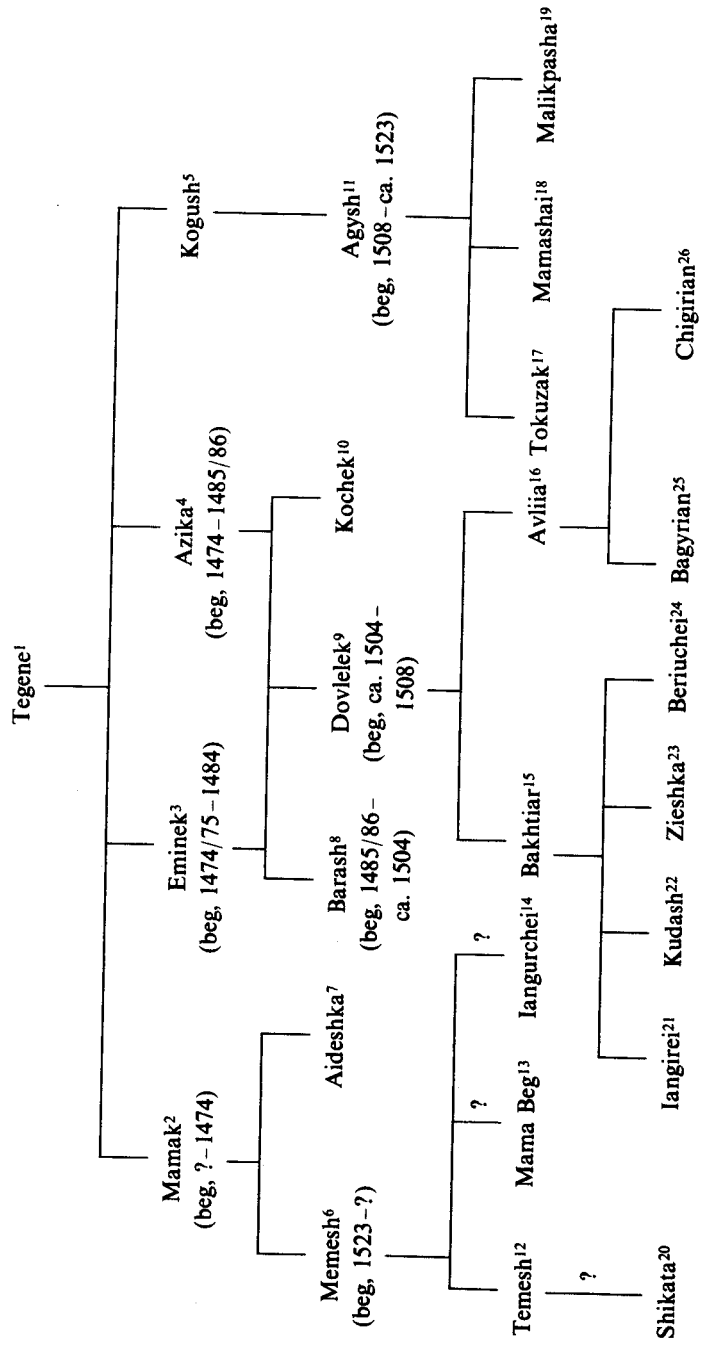 Tegene¹
Mamak²
(beg, ?–1474)
Eminek³
(beg, 1474/75–1484)
Azika⁴
(beg, 1474–1485/86)
Kogush⁵
Memesh⁶
(beg, 1523–?)
Aideshka⁷
Barash⁸
(beg, 1485/86–
ca. 1504)
Dovlelek⁹
(beg, ca. 1504–
1508)
Kochek¹⁰
Agysh¹¹
(beg, 1508–ca. 1523)
?
?
Temesh¹²
Mama Beg¹³
Iangurchei¹⁴
Bakhtiar¹⁵
Avliia¹⁶
Tokuzak¹⁷
Mamashai¹⁸
Malikpasha¹⁹
?
Shikata²⁰
Iangirei²¹
Kudash²²
Zieshka²³
Beriuchei²⁴
Bagyrian²⁵
Chigirian²⁶